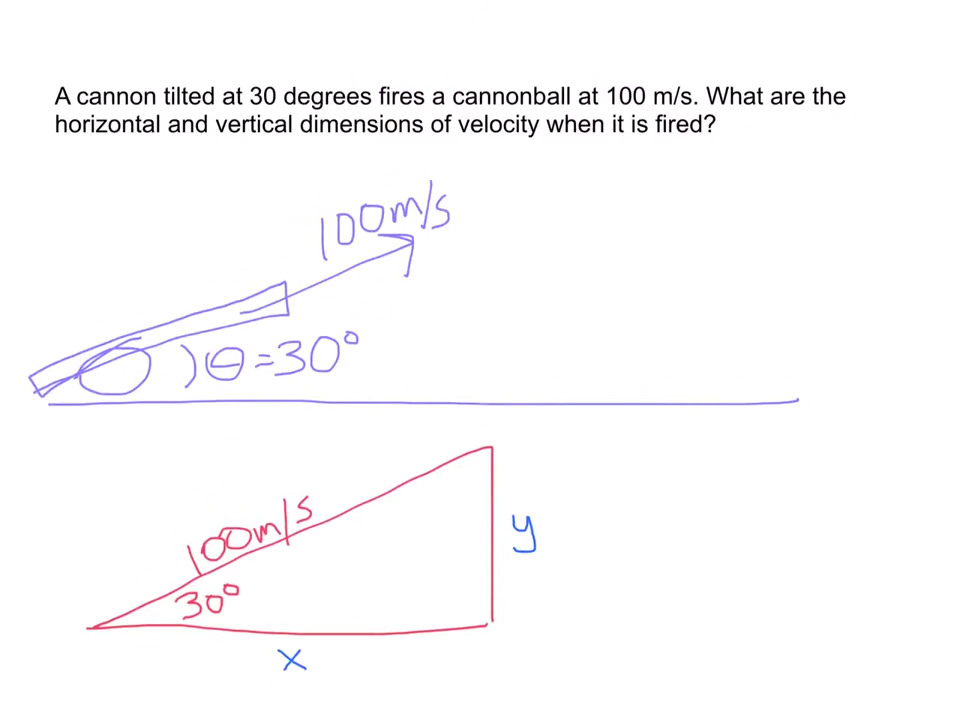 A cannon tilted at 30 degrees fires a cannonball at 100 m/s. What are the
horizontal and vertical dimensions of velocity when it is fired?
100m/s
θ=30°
100m/s
y
30°
x